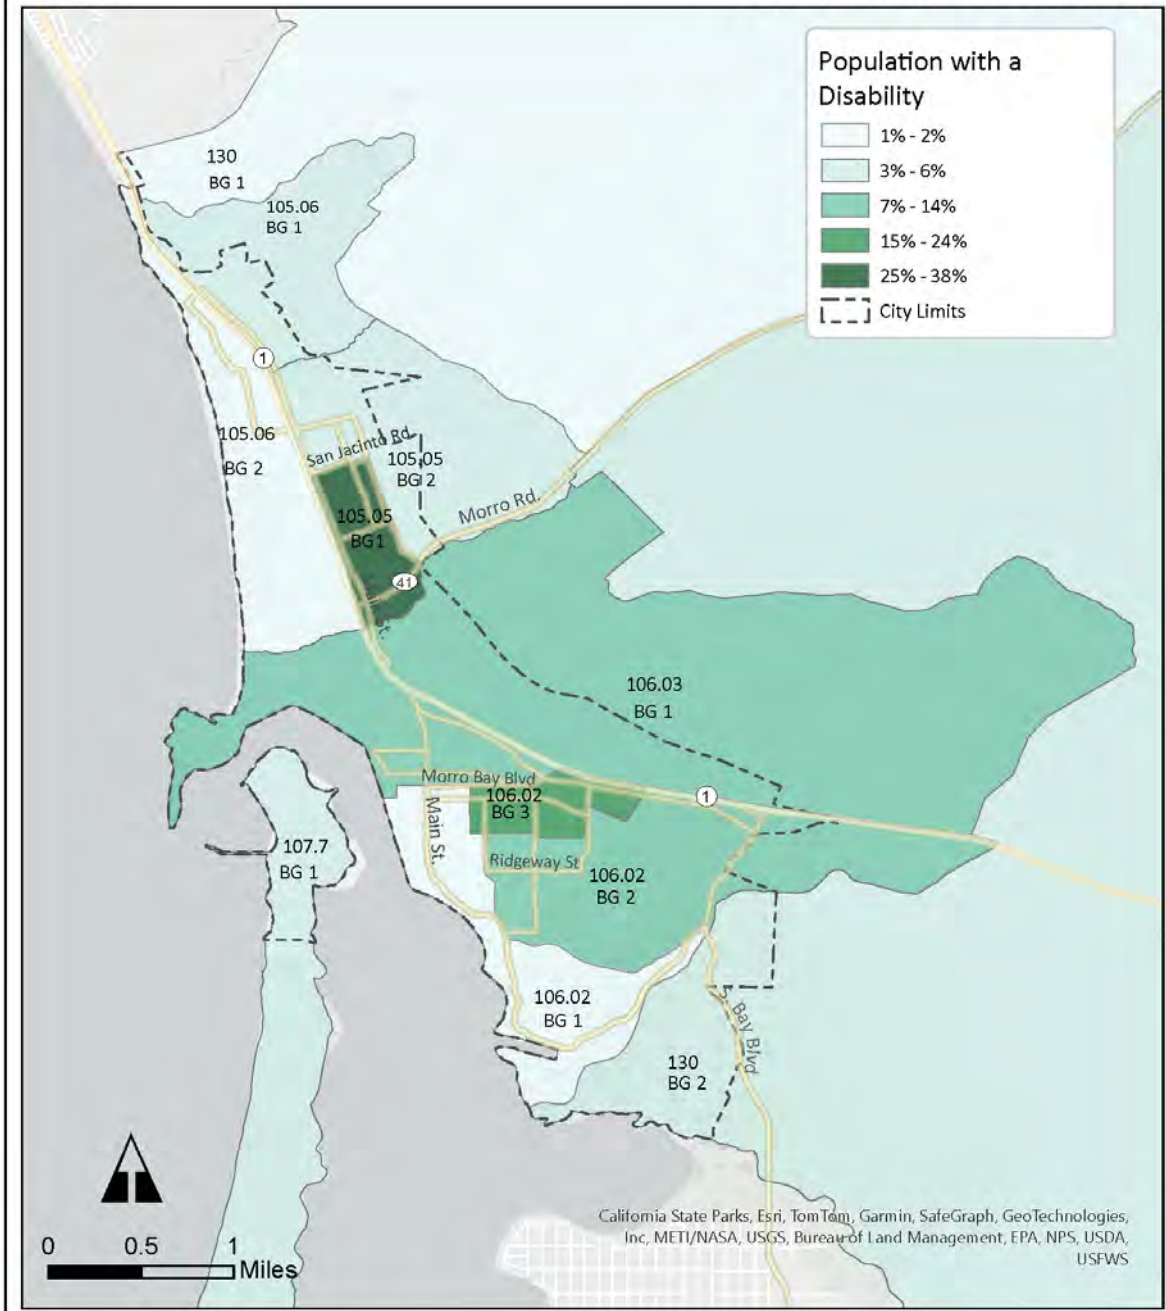 Population with a
Disability
1% - 2%
3% - 6%
7% - 14%
15% - 24%
25% - 38%
City Limits
130
BG 1
105.06
BG 1
1
105.06
BG 2
San Jacinto Rd.
105.05
BG 2
Morro Rd.
105.05
BG1
41
106.03
BG 1
Morro Bay Blvd
1
106.02
BG 3
Main St.
Ridgeway St
107.7
BG 1
106.02
BG 2
106.02
BG 1
Bay Blvd
130
BG 2
California State Parks, Esri, TomTom, Garmin, SafeGraph, GeoTechnologies,
Inc, METI/NASA, USGS, Bureau of Land Management, EPA, NPS, USDA,
USFWS
0 0.5 1
Miles